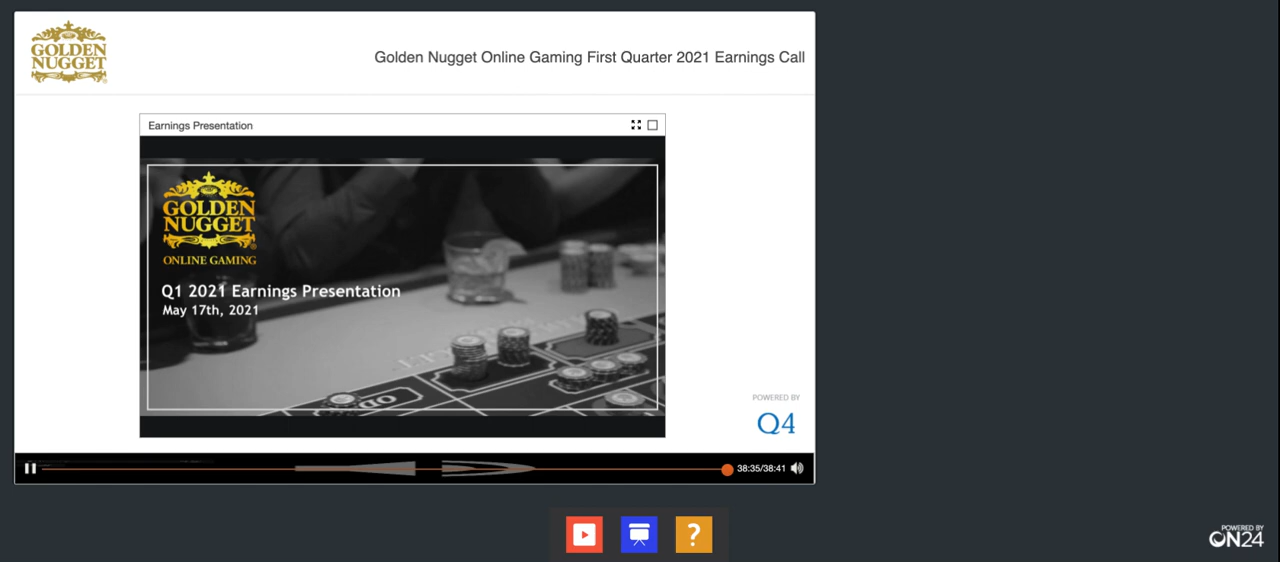 GOLDEN
NUGGET
Golden Nugget Online Gaming First Quarter 2021 Earnings Call
Earnings Presentation
GOLDEN
NUGGET
ONLINE GAMING
Q1 2021 Earnings Presentation
May 17th, 2021
POWERED BY
Q4
38:35/38:41
?
POWERED BY
ON24